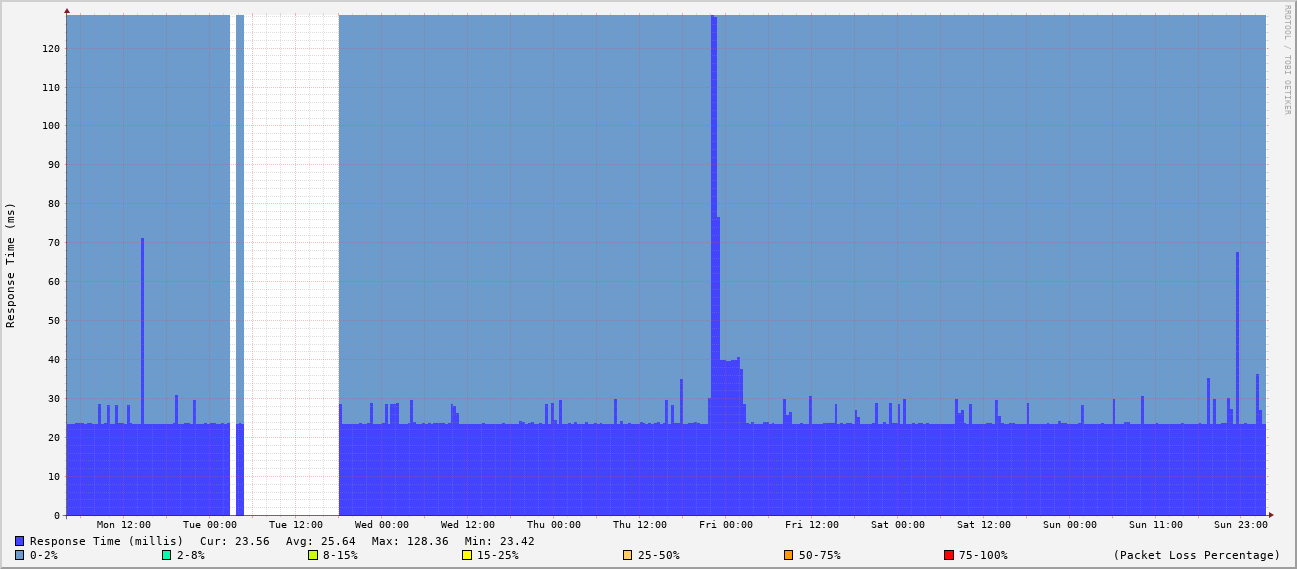 RRDTOOL / TOBI OETIKER
Response Time (ms)
120
110
100
90
80
70
60
50
40
30
20
10
0
Mon 12:00 Tue 00:00 Tue 12:00 Wed 00:00 Wed 12:00 Thu 00:00 Thu 12:00 Fri 00:00 Fri 12:00 Sat 00:00 Sat 12:00 Sun 00:00 Sun 11:00 Sun 23:00
Response Time (millis) Cur: 23.56 Avg: 25.64 Max: 128.36 Min: 23.42
0-2% 2-8% 8-15% 15-25% 25-50% 50-75% 75-100% (Packet Loss Percentage)